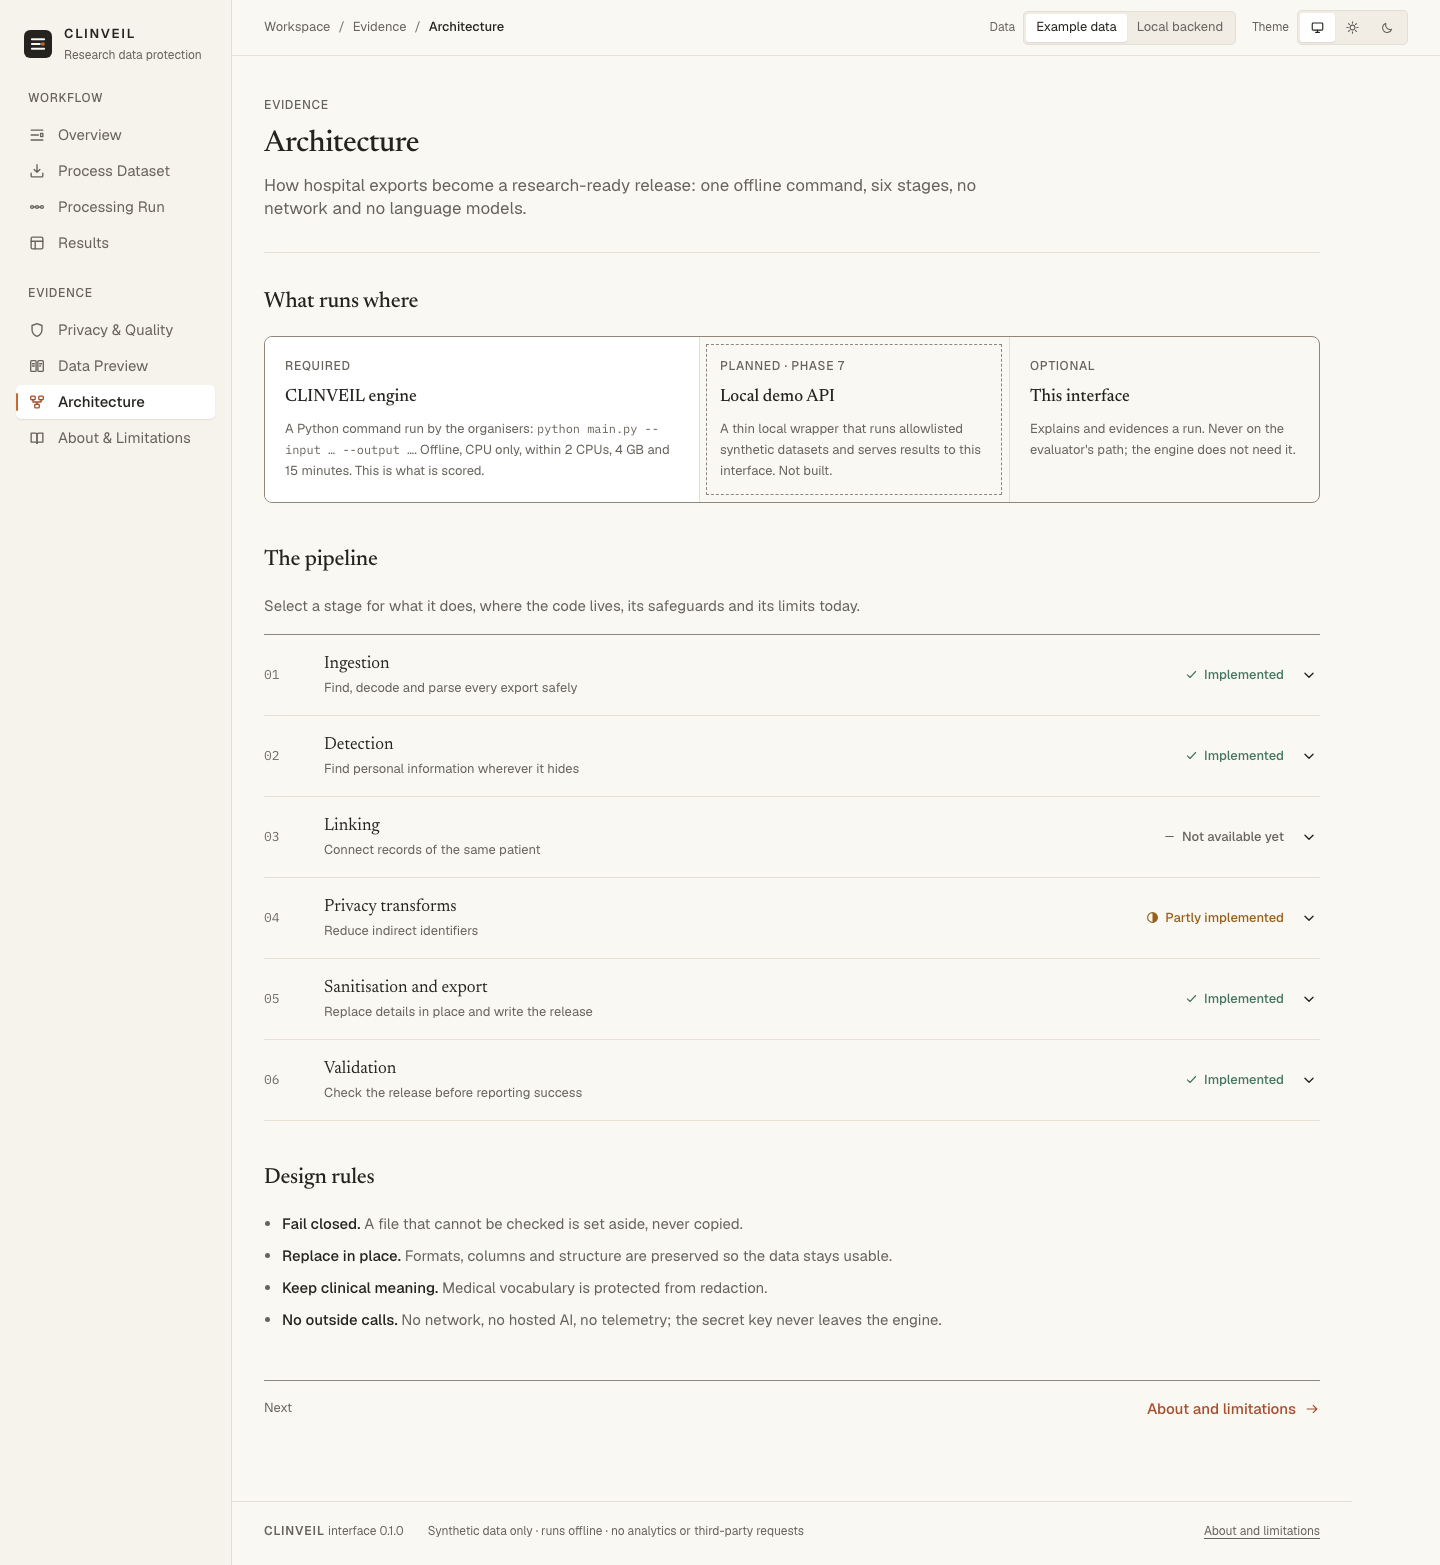 CLINVEIL
Research data protection
WORKFLOW
Overview
Process Dataset
Processing Run
Results
EVIDENCE
Privacy & Quality
Data Preview
Architecture
About & Limitations
Workspace / Evidence / Architecture
Data Example data Local backend Theme
EVIDENCE
Architecture
How hospital exports become a research-ready release: one offline command, six stages, no
network and no language models.
What runs where
REQUIRED
CLINVEIL engine
A Python command run by the organisers: python main.py --
input … --output …. Offline, CPU only, within 2 CPUs, 4 GB and
15 minutes. This is what is scored.
PLANNED · PHASE 7
Local demo API
A thin local wrapper that runs allowlisted
synthetic datasets and serves results to this
interface. Not built.
OPTIONAL
This interface
Explains and evidences a run. Never on the
evaluator's path; the engine does not need it.
The pipeline
Select a stage for what it does, where the code lives, its safeguards and its limits today.
01
Ingestion
Find, decode and parse every export safely
Implemented
02
Detection
Find personal information wherever it hides
Implemented
03
Linking
Connect records of the same patient
Not available yet
04
Privacy transforms
Reduce indirect identifiers
Partly implemented
05
Sanitisation and export
Replace details in place and write the release
Implemented
06
Validation
Check the release before reporting success
Implemented
Design rules
• Fail closed. A file that cannot be checked is set aside, never copied.
• Replace in place. Formats, columns and structure are preserved so the data stays usable.
• Keep clinical meaning. Medical vocabulary is protected from redaction.
• No outside calls. No network, no hosted AI, no telemetry; the secret key never leaves the engine.
Next
About and limitations →
CLINVEIL interface 0.1.0
Synthetic data only · runs offline · no analytics or third-party requests
About and limitations